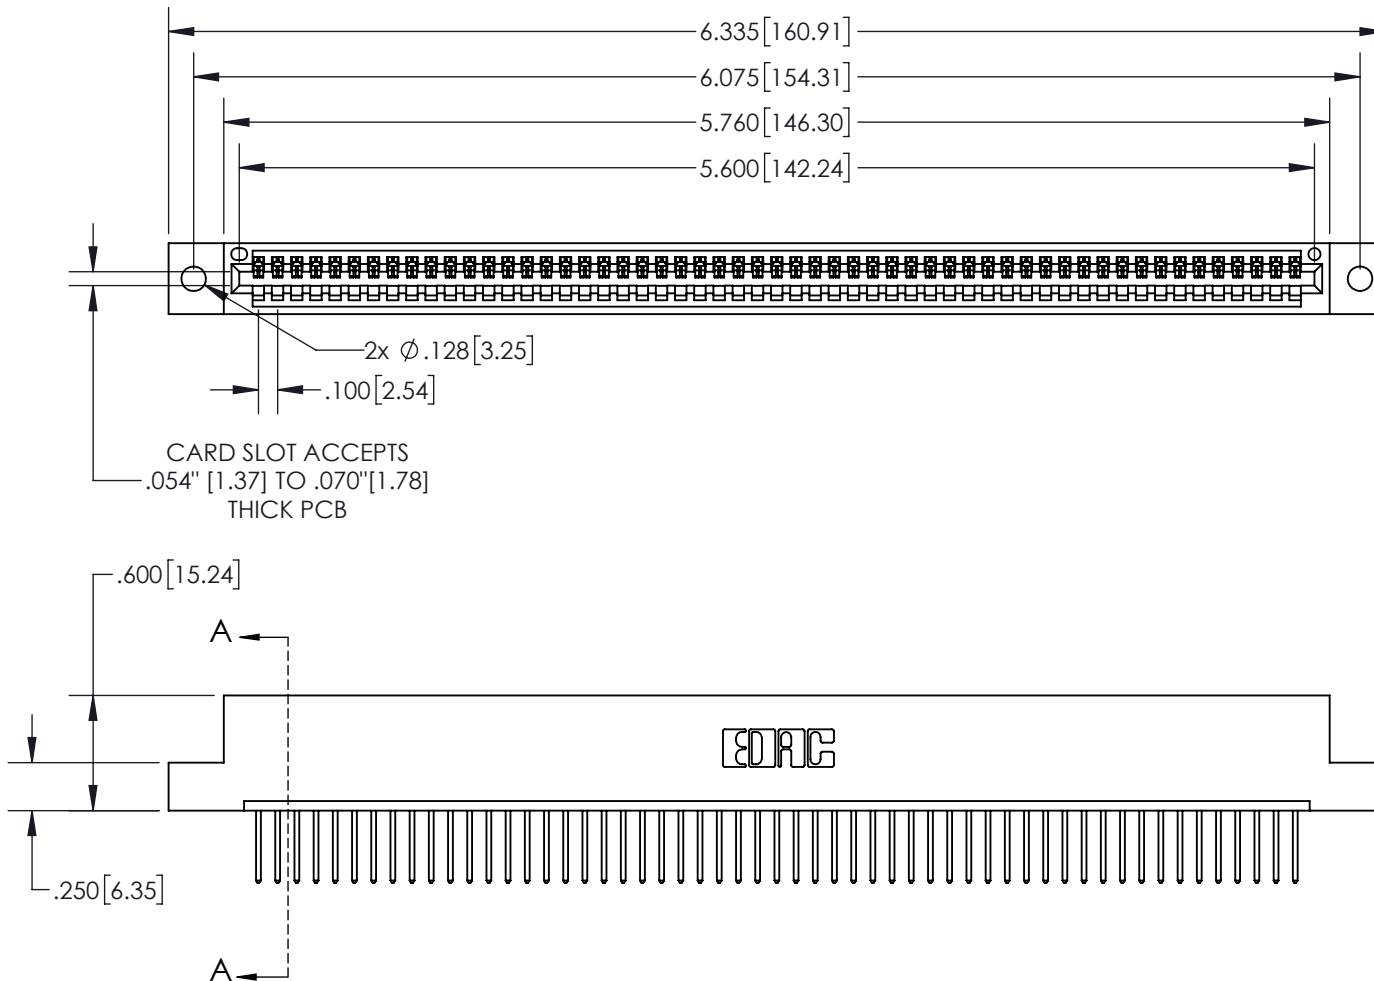 6.335[160.91]
6.075[154.31]
5.760[146.30]
5.600[142.24]
2x ∅.128[3.25]
.100[2.54]
CARD SLOT ACCEPTS
.054" [1.37] TO .070"[1.78]
THICK PCB
.600[15.24]
A
EDAC
.250[6.35]
A